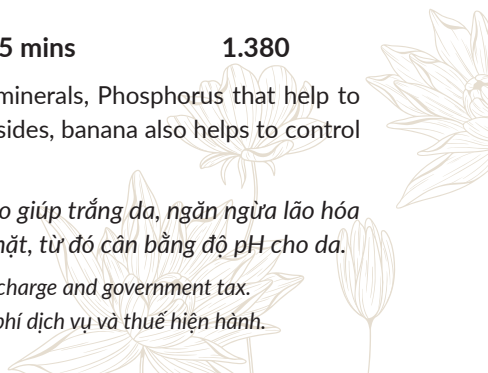 5 mins 1.380
minerals, Phosphorus that help to
sides, banana also helps to control
o giúp trắng da, ngăn ngừa lão hóa
mặt, từ đó cân bằng độ pH cho da.
charge and government tax.
phí dịch vụ và thuế hiện hành.